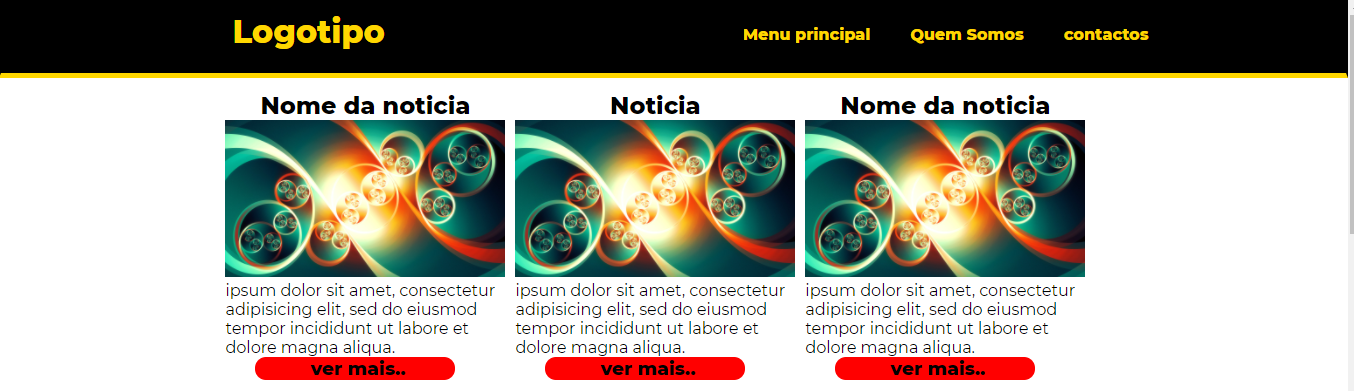 Logotipo
Menu principal
Quem Somos
contactos
Nome da noticia
ipsum dolor sit amet, consectetur
adipisicing elit, sed do eiusmod
tempor incididunt ut labore et
dolore magna aliqua.
ver mais..
Noticia
ipsum dolor sit amet, consectetur
adipisicing elit, sed do eiusmod
tempor incididunt ut labore et
dolore magna aliqua.
ver mais..
Nome da noticia
ipsum dolor sit amet, consectetur
adipisicing elit, sed do eiusmod
tempor incididunt ut labore et
dolore magna aliqua.
ver mais..